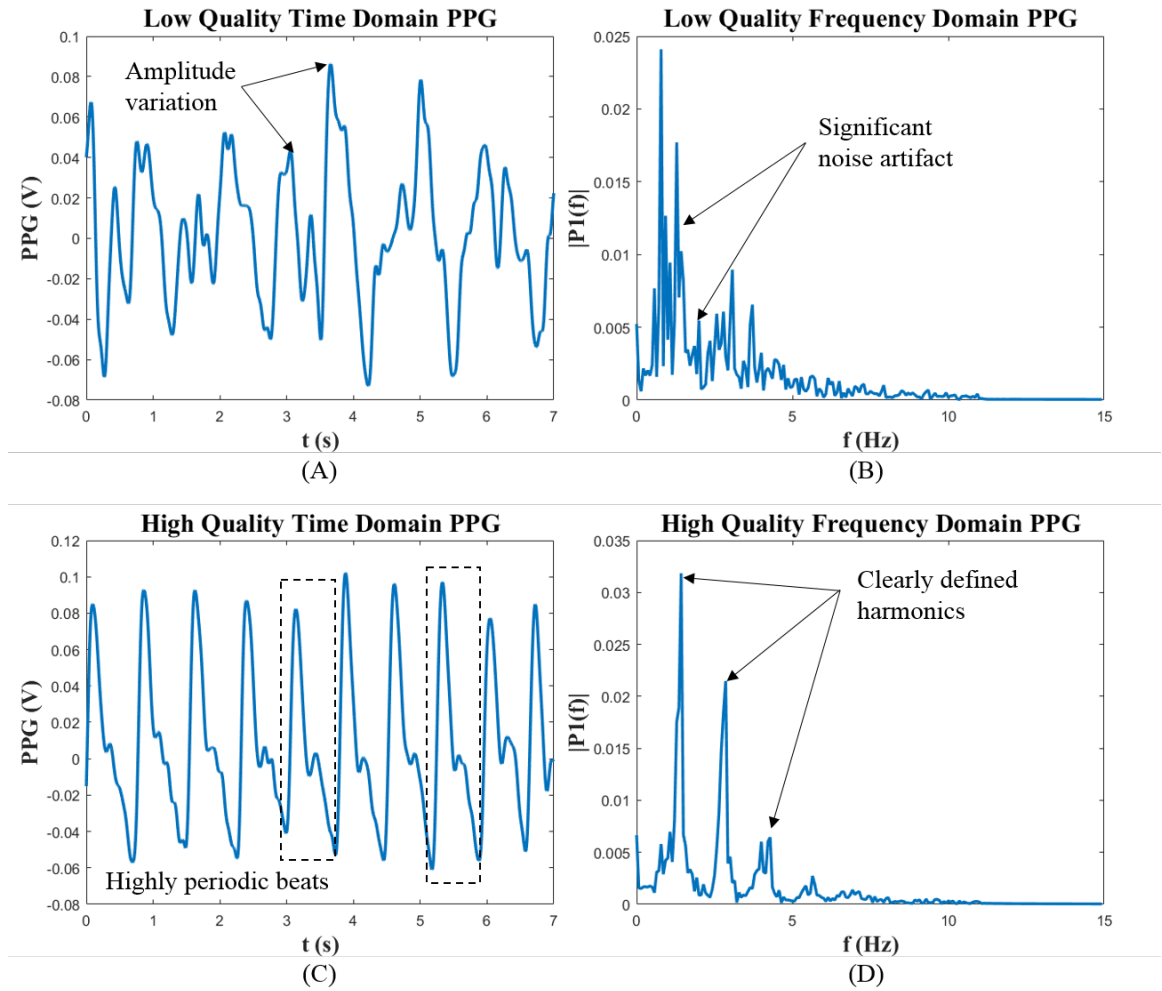 Low Quality Time Domain PPG
0.1
0.08
0.06
0.04
0.02
0
-0.02
-0.04
-0.06
-0.08
PPG (V)
Amplitude
variation
0 1 2 3 4 5 6 7
t (s)
(A)
Low Quality Frequency Domain PPG
0.025
0.02
0.015
0.01
0.005
0
|P1(f)|
Significant
noise artifact
0 5 10 15
f (Hz)
(B)
High Quality Time Domain PPG
0.12
0.1
0.08
0.06
0.04
0.02
0
-0.02
-0.04
-0.06
-0.08
PPG (V)
Highly periodic beats
0 1 2 3 4 5 6 7
t (s)
(C)
High Quality Frequency Domain PPG
0.035
0.03
0.025
0.02
0.015
0.01
0.005
0
|P1(f)|
Clearly defined
harmonics
0 5 10 15
f (Hz)
(D)